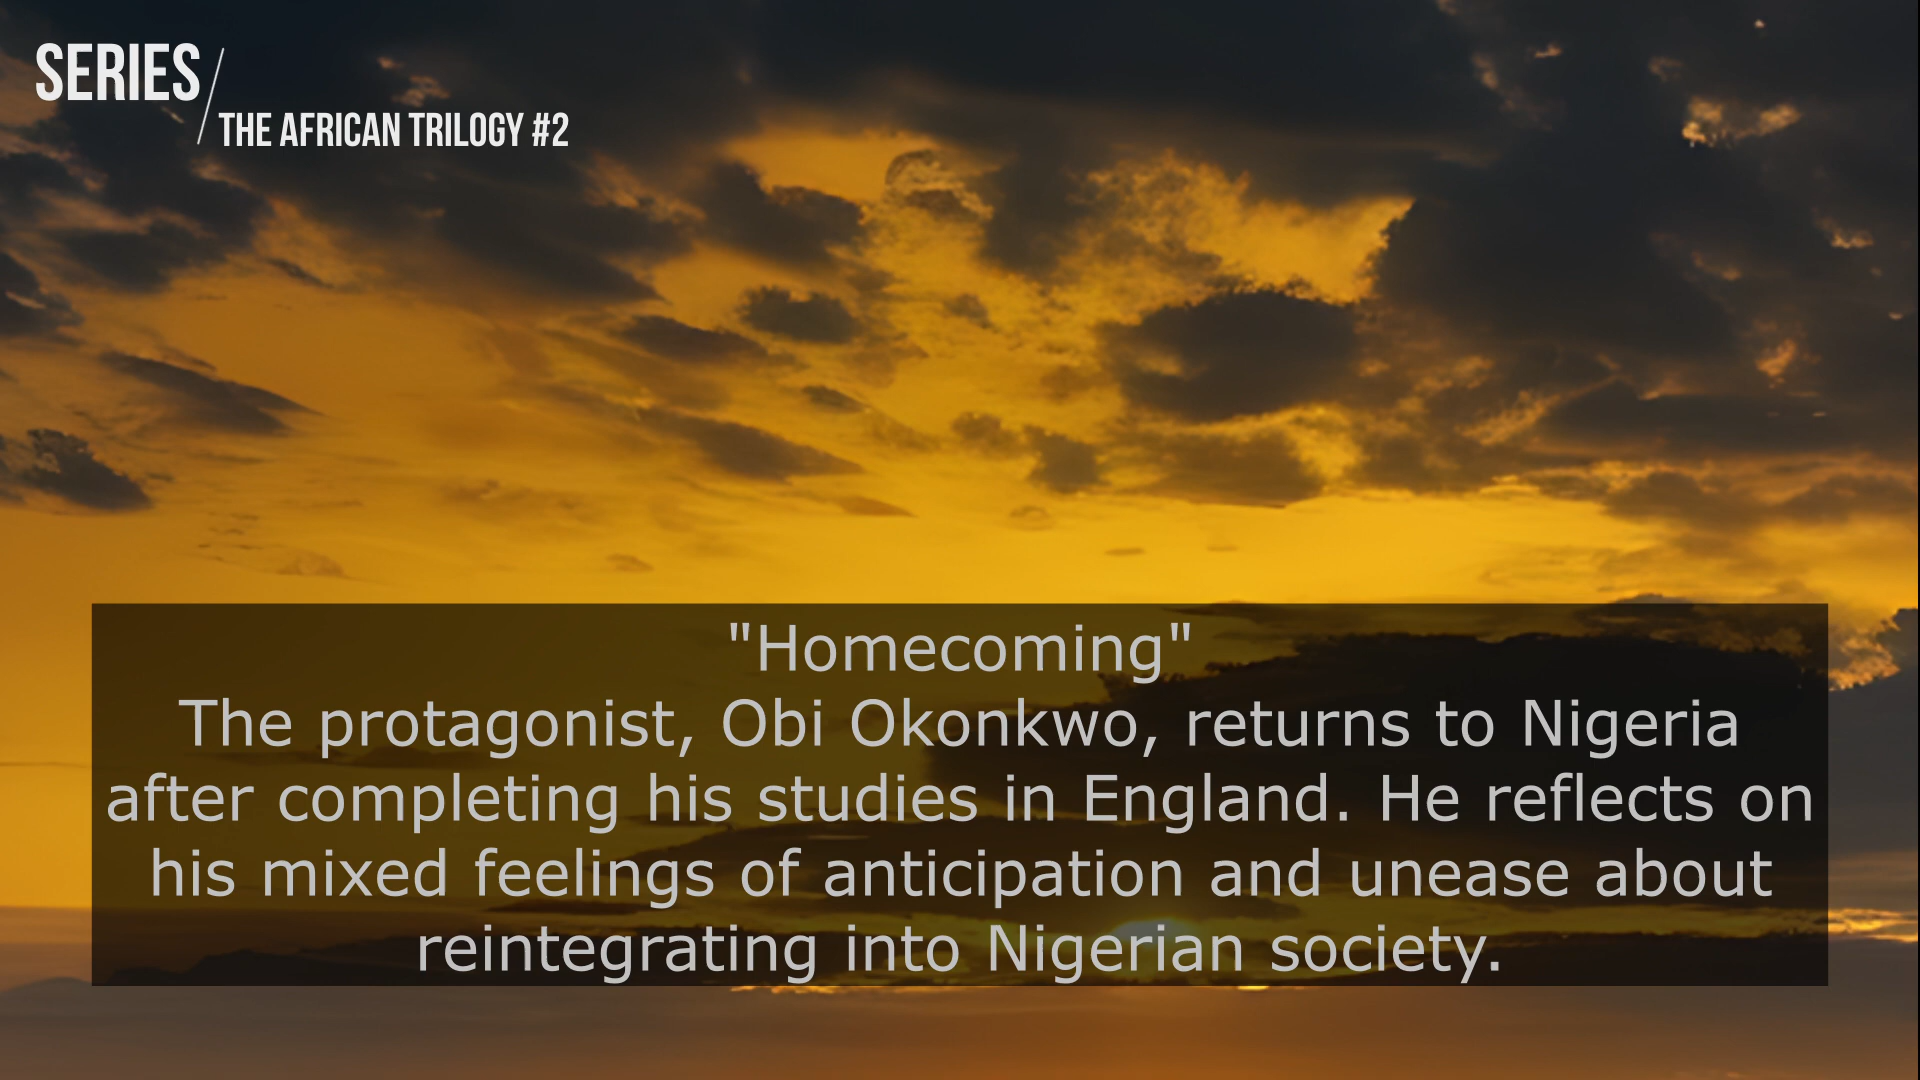 SERIES
THE AFRICAN TRILOGY #2
"Homecoming"
The protagonist, Obi Okonkwo, returns to Nigeria
after completing his studies in England. He reflects on
his mixed feelings of anticipation and unease about
reintegrating into Nigerian society.